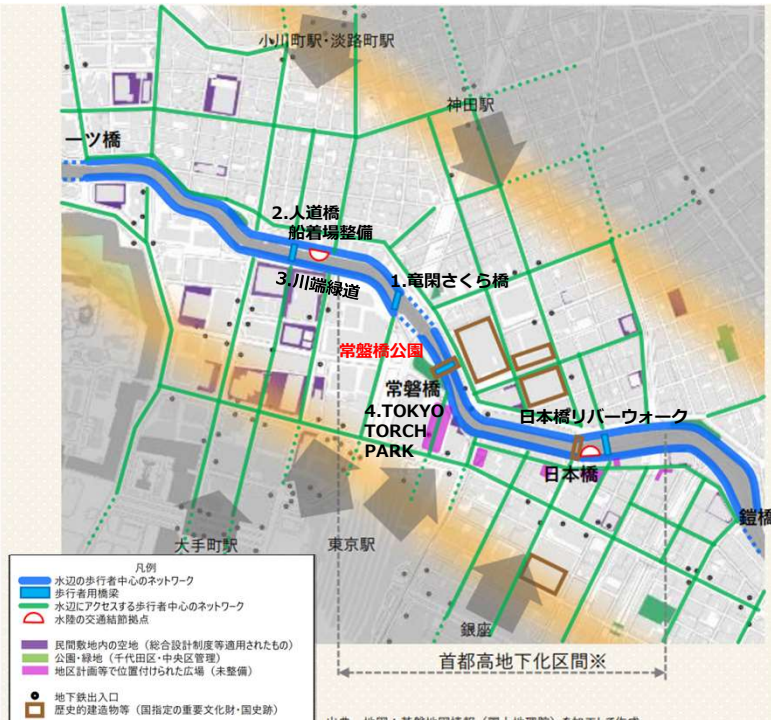 小川町駅・淡路町駅
神田駅
一ツ橋
2.人道橋
船着場整備
3.川端緑道
1.竜閑さくら橋
常盤橋公園
常磐橋
4.TOKYO
TORCH
PARK
日本橋リバーウォーク
日本橋
鎧橋
大手町駅
東京駅
銀座
首都高地下化区間※
凡例
水辺の歩行者中心のネットワーク
歩行者用橋梁
水辺にアクセスする歩行者中心のネットワーク
水陸の交通結節拠点
民間敷地内の空地（総合設計制度等適用されたもの）
公園・緑地（千代田区・中央区管理）
地区計画等で位置付けられた広場（未整備）
地下鉄出入口
歴史的建造物等（国指定の重要文化財・国史跡）